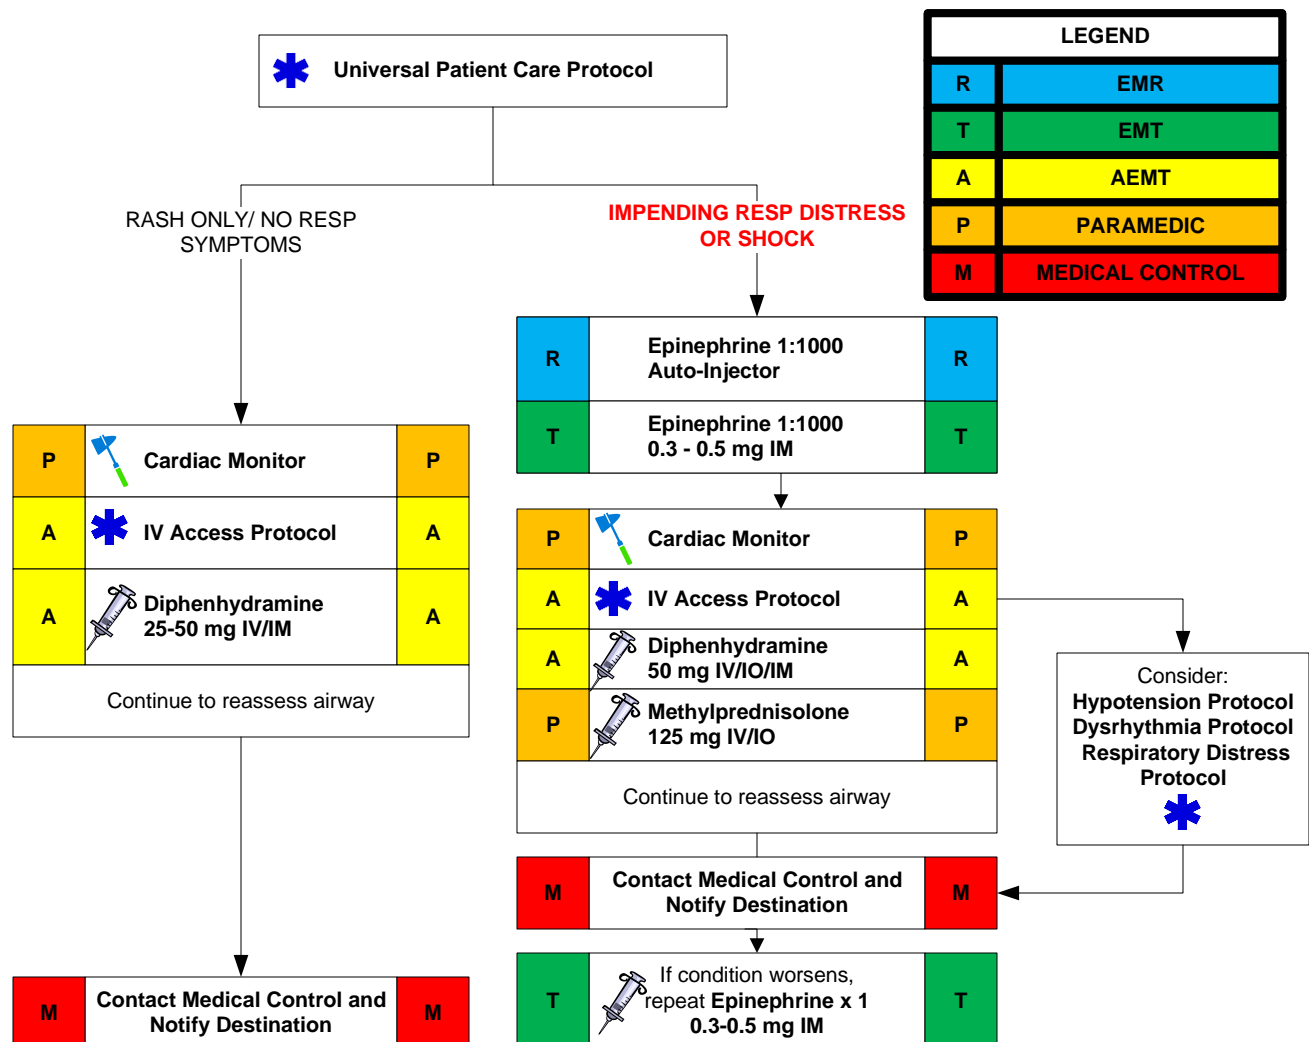 Universal Patient Care Protocol
LEGEND
R EMR
T EMT
A AEMT
P PARAMEDIC
M MEDICAL CONTROL
RASH ONLY/ NO RESP
SYMPTOMS
P Cardiac Monitor P
A IV Access Protocol A
A Diphenhydramine A
25-50 mg IV/IM
Continue to reassess airway
M Contact Medical Control and M
Notify Destination
IMPENDING RESP DISTRESS
OR SHOCK
R Epinephrine 1:1000 R
Auto-Injector
T Epinephrine 1:1000 T
0.3 - 0.5 mg IM
P Cardiac Monitor P
A IV Access Protocol A
A Diphenhydramine A
50 mg IV/IO/IM
P Methylprednisolone P
125 mg IV/IO
Continue to reassess airway
Consider:
Hypotension Protocol
Dysrhythmia Protocol
Respiratory Distress
Protocol
M Contact Medical Control and M
Notify Destination
T If condition worsens, T
repeat Epinephrine x 1
0.3-0.5 mg IM